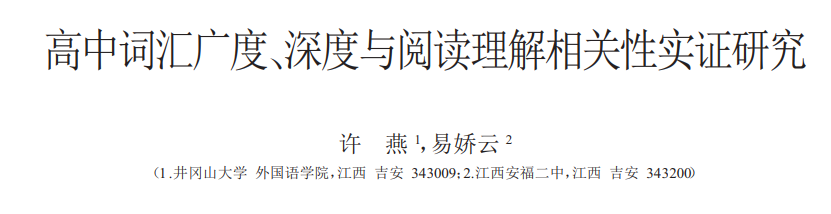 高中词汇广度、深度与阅读理解相关性实证研究
许 燕 1,易娇云 2
(1.井冈山大学 外国语学院,江西 吉安 343009;2.江西安福二中,江西 吉安 343200)